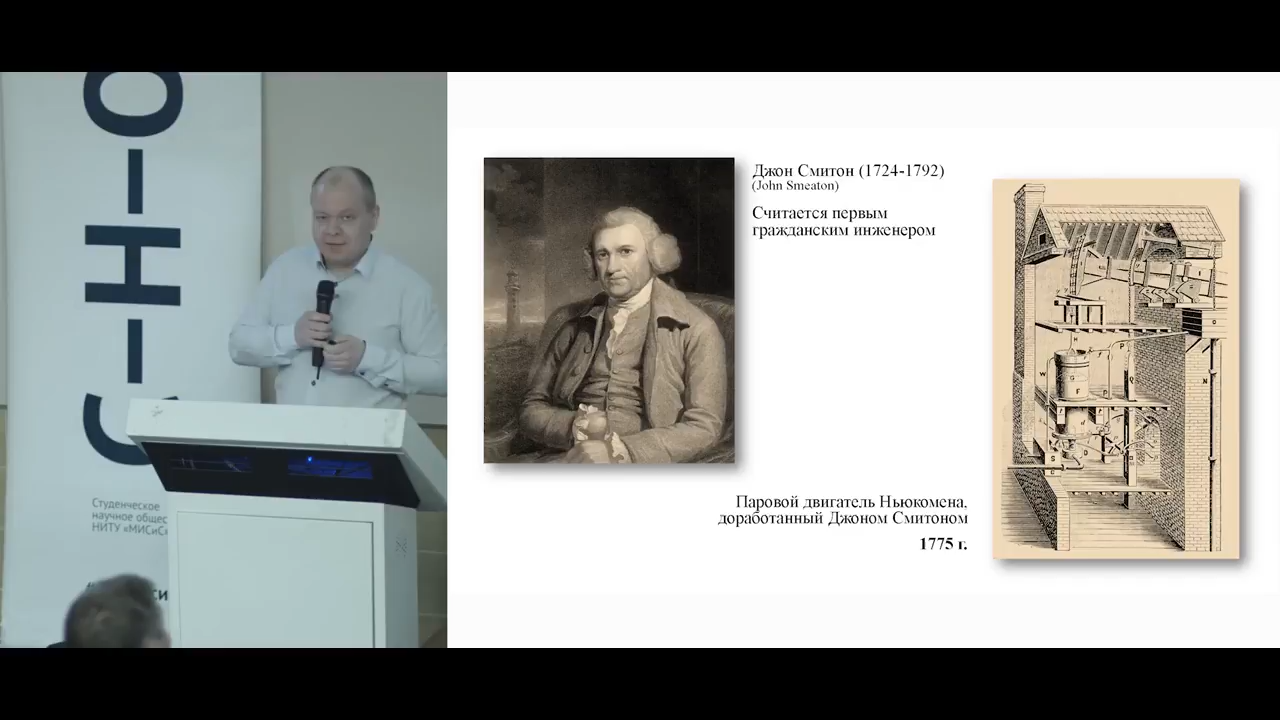 С-Н-О
Студенческое
научное общес
НИТУ «МИСиС»
Джон Смитон (1724-1792)
(John Smeaton)
Считается первым
гражданским инженером
Паровой двигатель Ньюкомена,
доработанный Джоном Смитоном
1775 г.